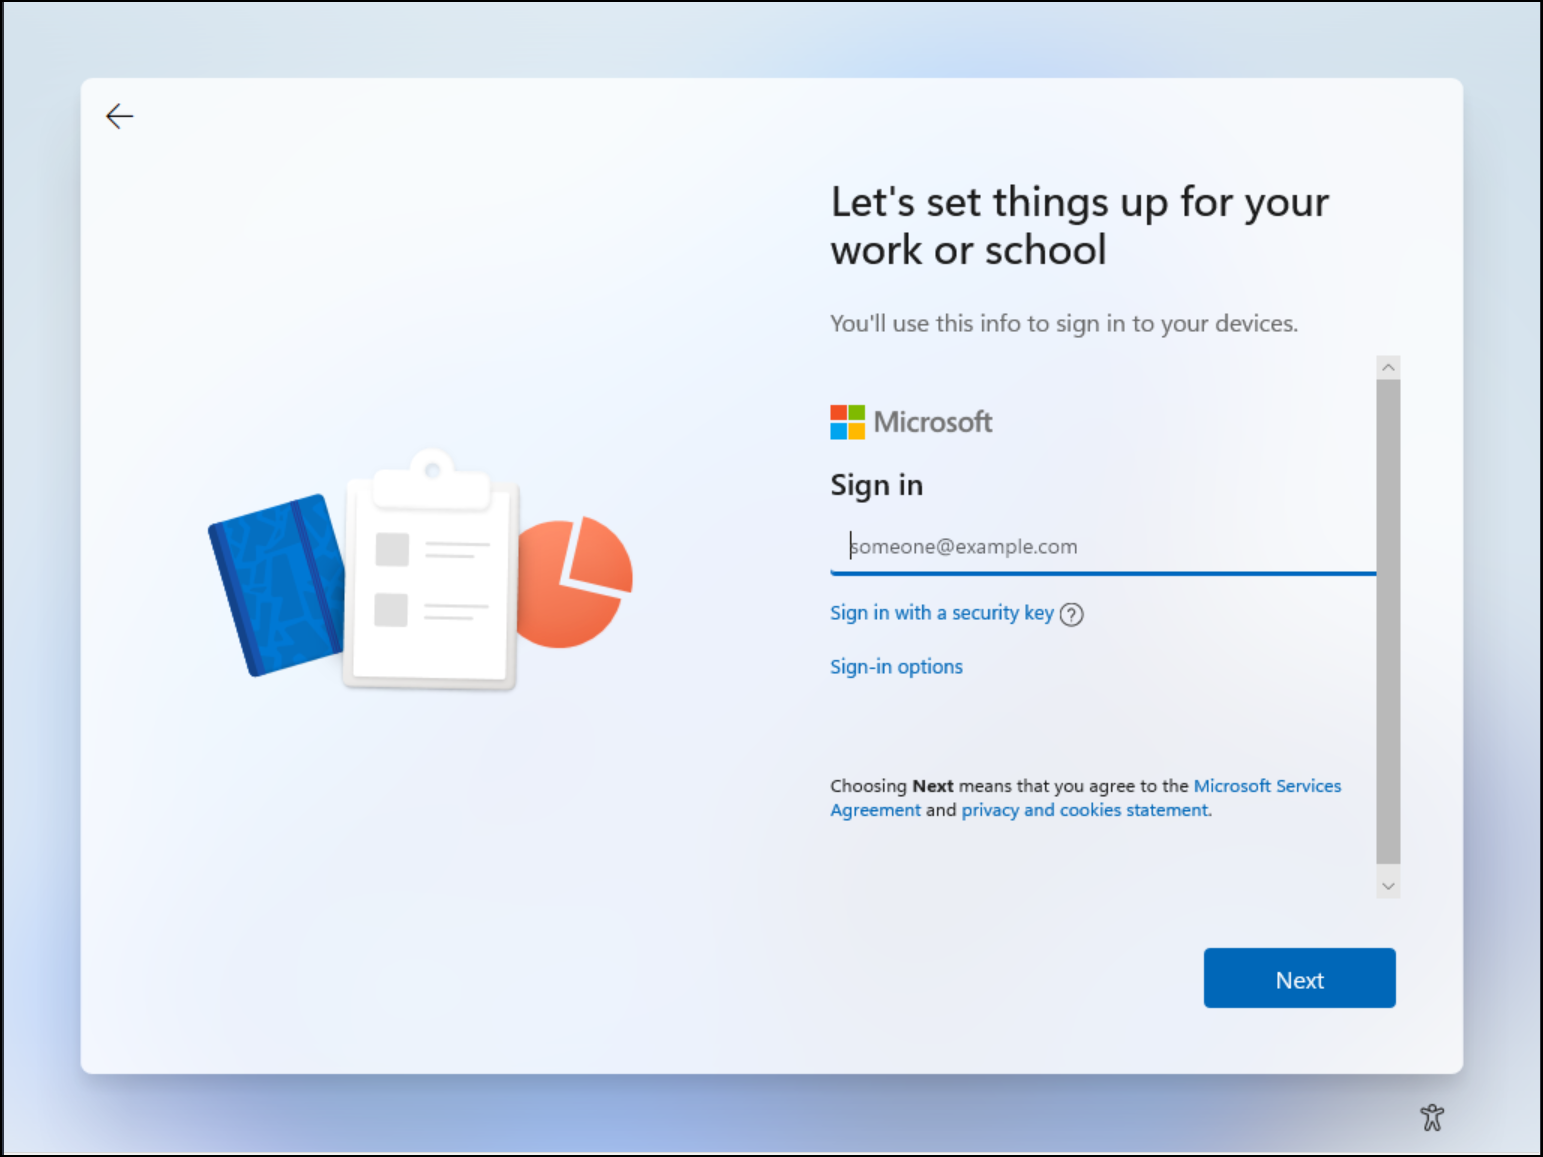 Let's set things up for your
work or school
You'll use this info to sign in to your devices.
Microsoft
Sign in
someone@example.com
Sign in with a security key ?
Sign-in options
Choosing Next means that you agree to the Microsoft Services
Agreement and privacy and cookies statement.
Next